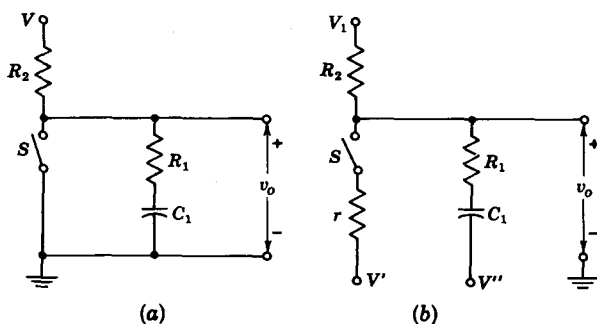 V
R₂
S
R₁
C₁
+
vₒ
−
(a)
V₁
R₂
S
r
V'
R₁
C₁
V''
+
vₒ
−
(b)